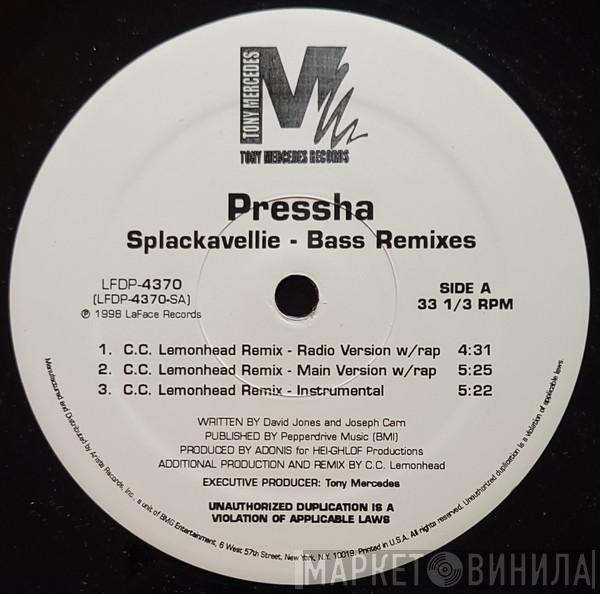 TONY MERCEDES
M
TONY MERCEDES RECORDS
Pressha
Splackavellie - Bass Remixes
LFDP-4370
(LFDP-4370-SA)
℗ 1998 LaFace Records
SIDE A
33 1/3 RPM
1. C.C. Lemonhead Remix - Radio Version w/rap 4:31
2. C.C. Lemonhead Remix - Main Version w/rap 5:25
3. C.C. Lemonhead Remix - Instrumental 5:22
WRITTEN BY David Jones and Joseph Carn
PUBLISHED BY Pepperdrive Music (BMI)
PRODUCED BY ADONIS for HEI-GHLOF Productions
ADDITIONAL PRODUCTION AND REMIX BY C.C. Lemonhead
EXECUTIVE PRODUCER: Tony Mercedes
UNAUTHORIZED DUPLICATION IS A
VIOLATION OF APPLICABLE LAWS
Manufactured and Distributed by Arista Records, Inc., a unit of BMG Entertainment, 6 West 57th Street, New York, N.Y. 10019. Printed in U.S.A. All rights reserved. Unauthorized duplication is a violation of applicable laws.
МАРКЕТ ВИНИЛА